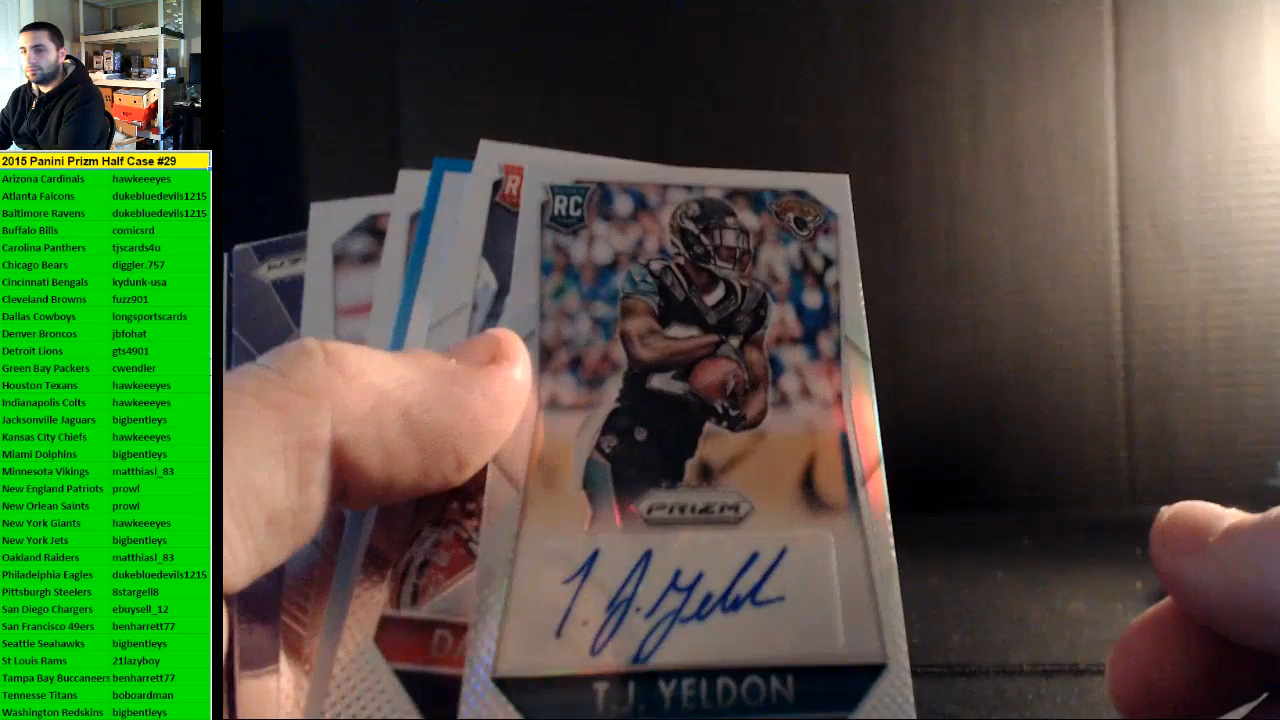 2015 Panini Prizm Half Case #29
Arizona Cardinals hawkeeeyes
Atlanta Falcons dukebluedevils1215
Baltimore Ravens dukebluedevils1215
Buffalo Bills comicsrd
Carolina Panthers tjscards4u
Chicago Bears diggler.757
Cincinnati Bengals kydunk-usa
Cleveland Browns fuzz901
Dallas Cowboys longsportscards
Denver Broncos jbfohat
Detroit Lions gts4901
Green Bay Packers cwendler
Houston Texans hawkeeeyes
Indianapolis Colts hawkeeeyes
Jacksonville Jaguars bigbentleys
Kansas City Chiefs hawkeeeyes
Miami Dolphins bigbentleys
Minnesota Vikings matthiasl_83
New England Patriots prowl
New Orlean Saints prowl
New York Giants hawkeeeyes
New York Jets bigbentleys
Oakland Raiders matthiasl_83
Philadelphia Eagles dukebluedevils1215
Pittsburgh Steelers 8stargell8
San Diego Chargers ebuysell_12
San Francisco 49ers benharrett77
Seattle Seahawks bigbentleys
St Louis Rams 21lazyboy
Tampa Bay Buccaneers benharrett77
Tennesse Titans boboardman
Washington Redskins bigbentleys
RC
R
PRIZM
T. J. Yeldon
DA
T.J. YELDON